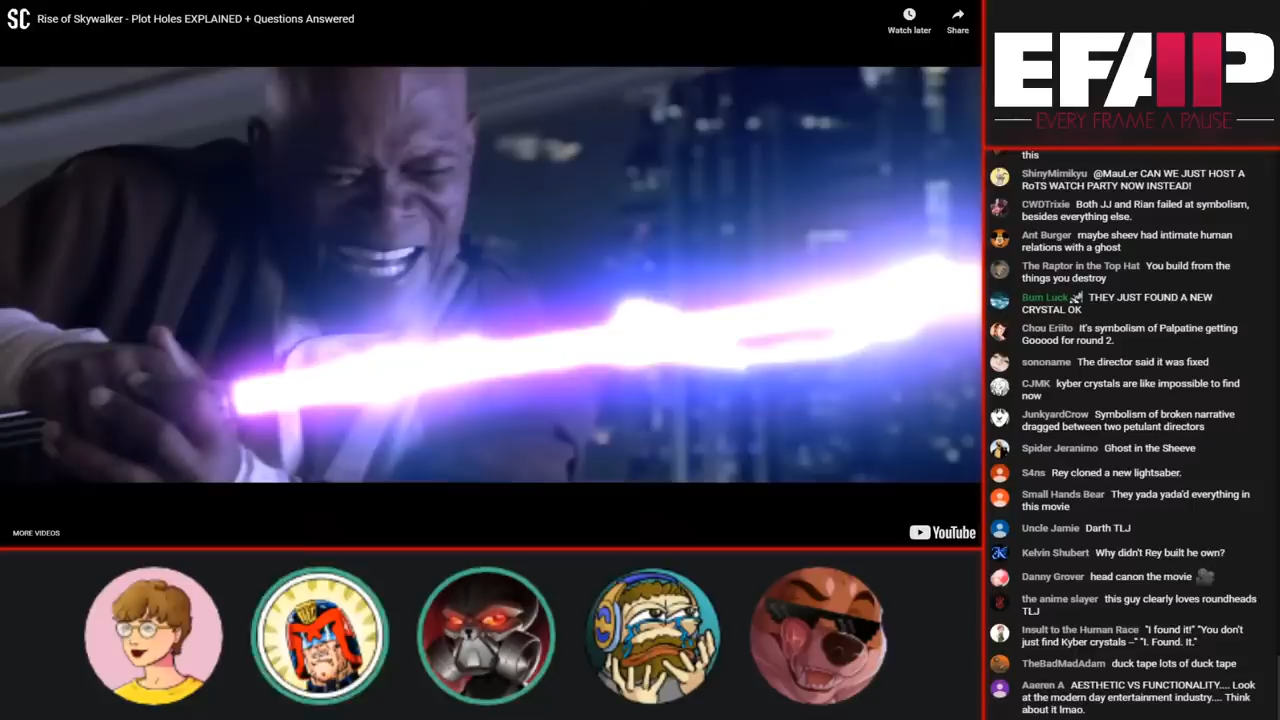 SC
Rise of Skywalker - Plot Holes EXPLAINED + Questions Answered
Watch later
Share
MORE VIDEOS
YouTube
EFAP
EVERY FRAME A PAUSE
this
ShinyMimikyu @MauLer CAN WE JUST HOST A
RoTS WATCH PARTY NOW INSTEAD!
CWDTrixie Both JJ and Rian failed at symbolism,
besides everything else.
Ant Burger maybe sheev had intimate human
relations with a ghost
The Raptor in the Top Hat You build from the
things you destroy
Bum Luck THEY JUST FOUND A NEW
CRYSTAL OK
Chou Eriito It's symbolism of Palpatine getting
Gooood for round 2.
sononame The director said it was fixed
CJMK kyber crystals are like impossible to find
now
JunkyardCrow Symbolism of broken narrative
dragged between two petulant directors
Spider Jeranimo Ghost in the Sheeve
S4ns Rey cloned a new lightsaber.
Small Hands Bear They yada yada'd everything in
this movie
Uncle Jamie Darth TLJ
Kelvin Shubert Why didn't Rey built he own?
Danny Grover head canon the movie
the anime slayer this guy clearly loves roundheads
TLJ
Insult to the Human Race "I found it!" "You don't
just find Kyber crystals --" "I. Found. It."
TheBadMadAdam duck tape lots of duck tape
Aaeren A AESTHETIC VS FUNCTIONALITY.... Look
at the modern day entertainment industry.... Think
about it lmao.